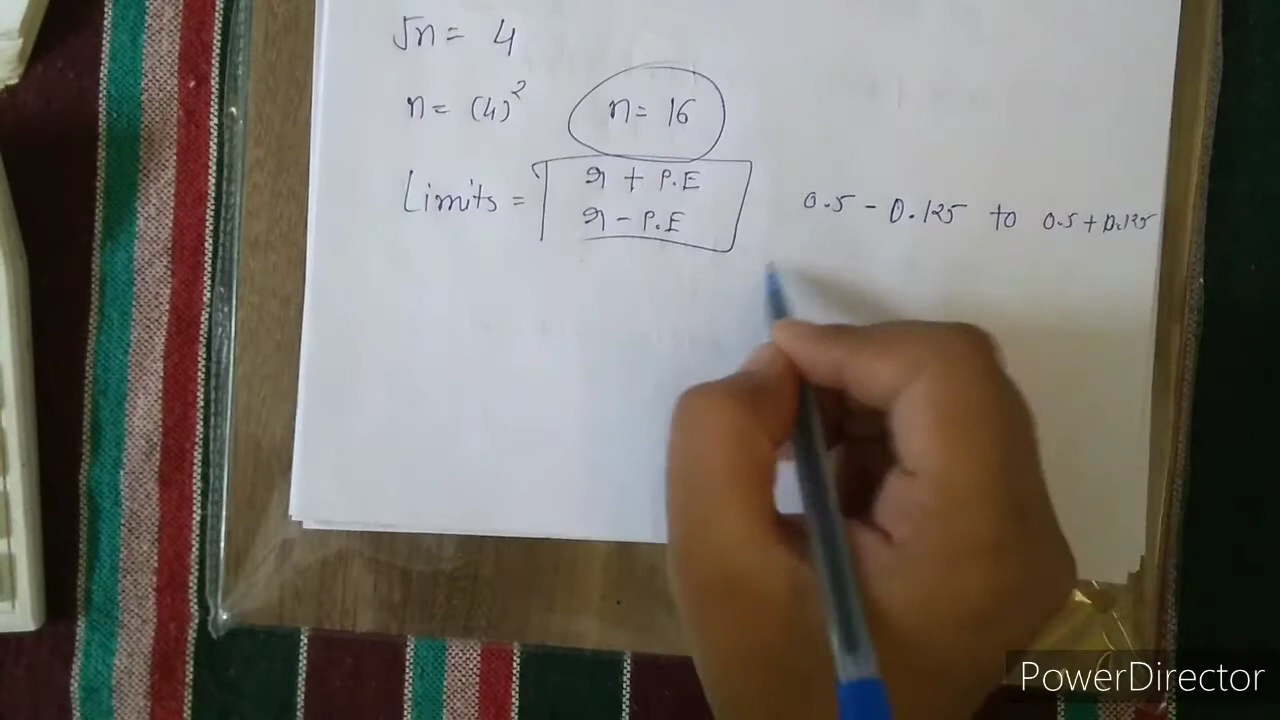 √n = 4
n = (4)² n = 16
Limits = r + P.E
r - P.E
0.5 - 0.125 to 0.5 + 0.125
PowerDirector